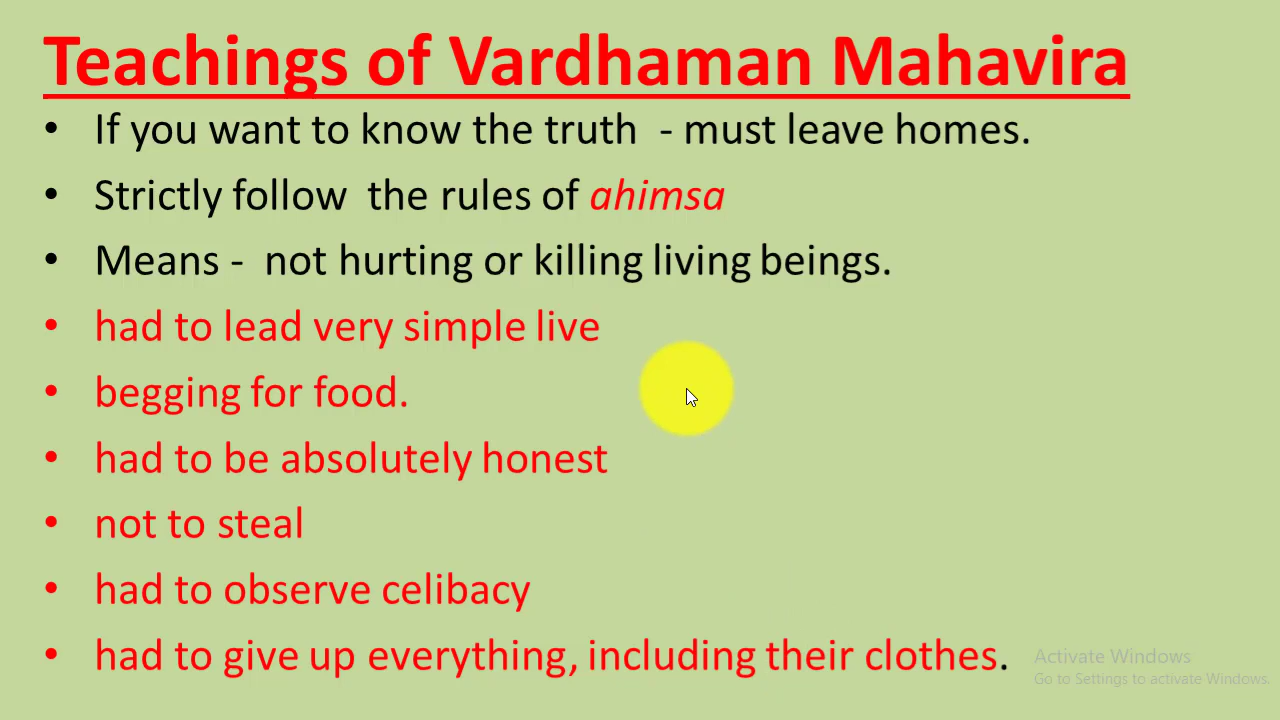 Teachings of Vardhaman Mahavira
• If you want to know the truth - must leave homes.
• Strictly follow the rules of ahimsa
• Means - not hurting or killing living beings.
• had to lead very simple live
• begging for food.
• had to be absolutely honest
• not to steal
• had to observe celibacy
• had to give up everything, including their clothes.
Activate Windows
Go to Settings to activate Windows.